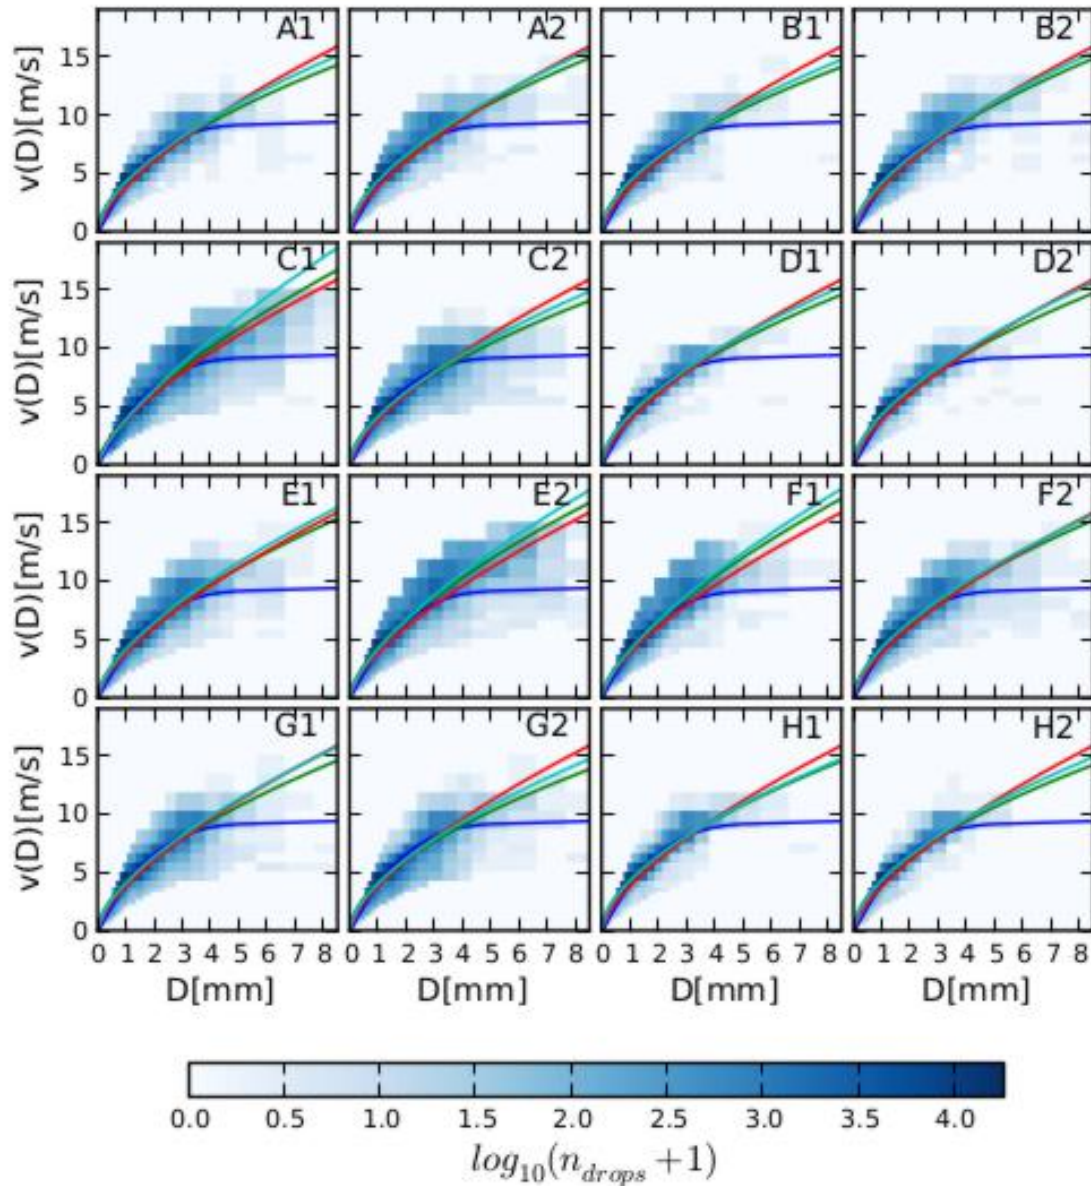 A1 A2 B1 B2
15
10
5
0
v(D)[m/s]
C1 C2 D1 D2
15
10
5
0
v(D)[m/s]
E1 E2 F1 F2
15
10
5
0
v(D)[m/s]
G1 G2 H1 H2
15
10
5
0
v(D)[m/s]
0 1 2 3 4 5 6 7 8 0 1 2 3 4 5 6 7 8 0 1 2 3 4 5 6 7 8 0 1 2 3 4 5 6 7 8
D[mm] D[mm] D[mm] D[mm]
0.0 0.5 1.0 1.5 2.0 2.5 3.0 3.5 4.0
log10(ndrops +1)